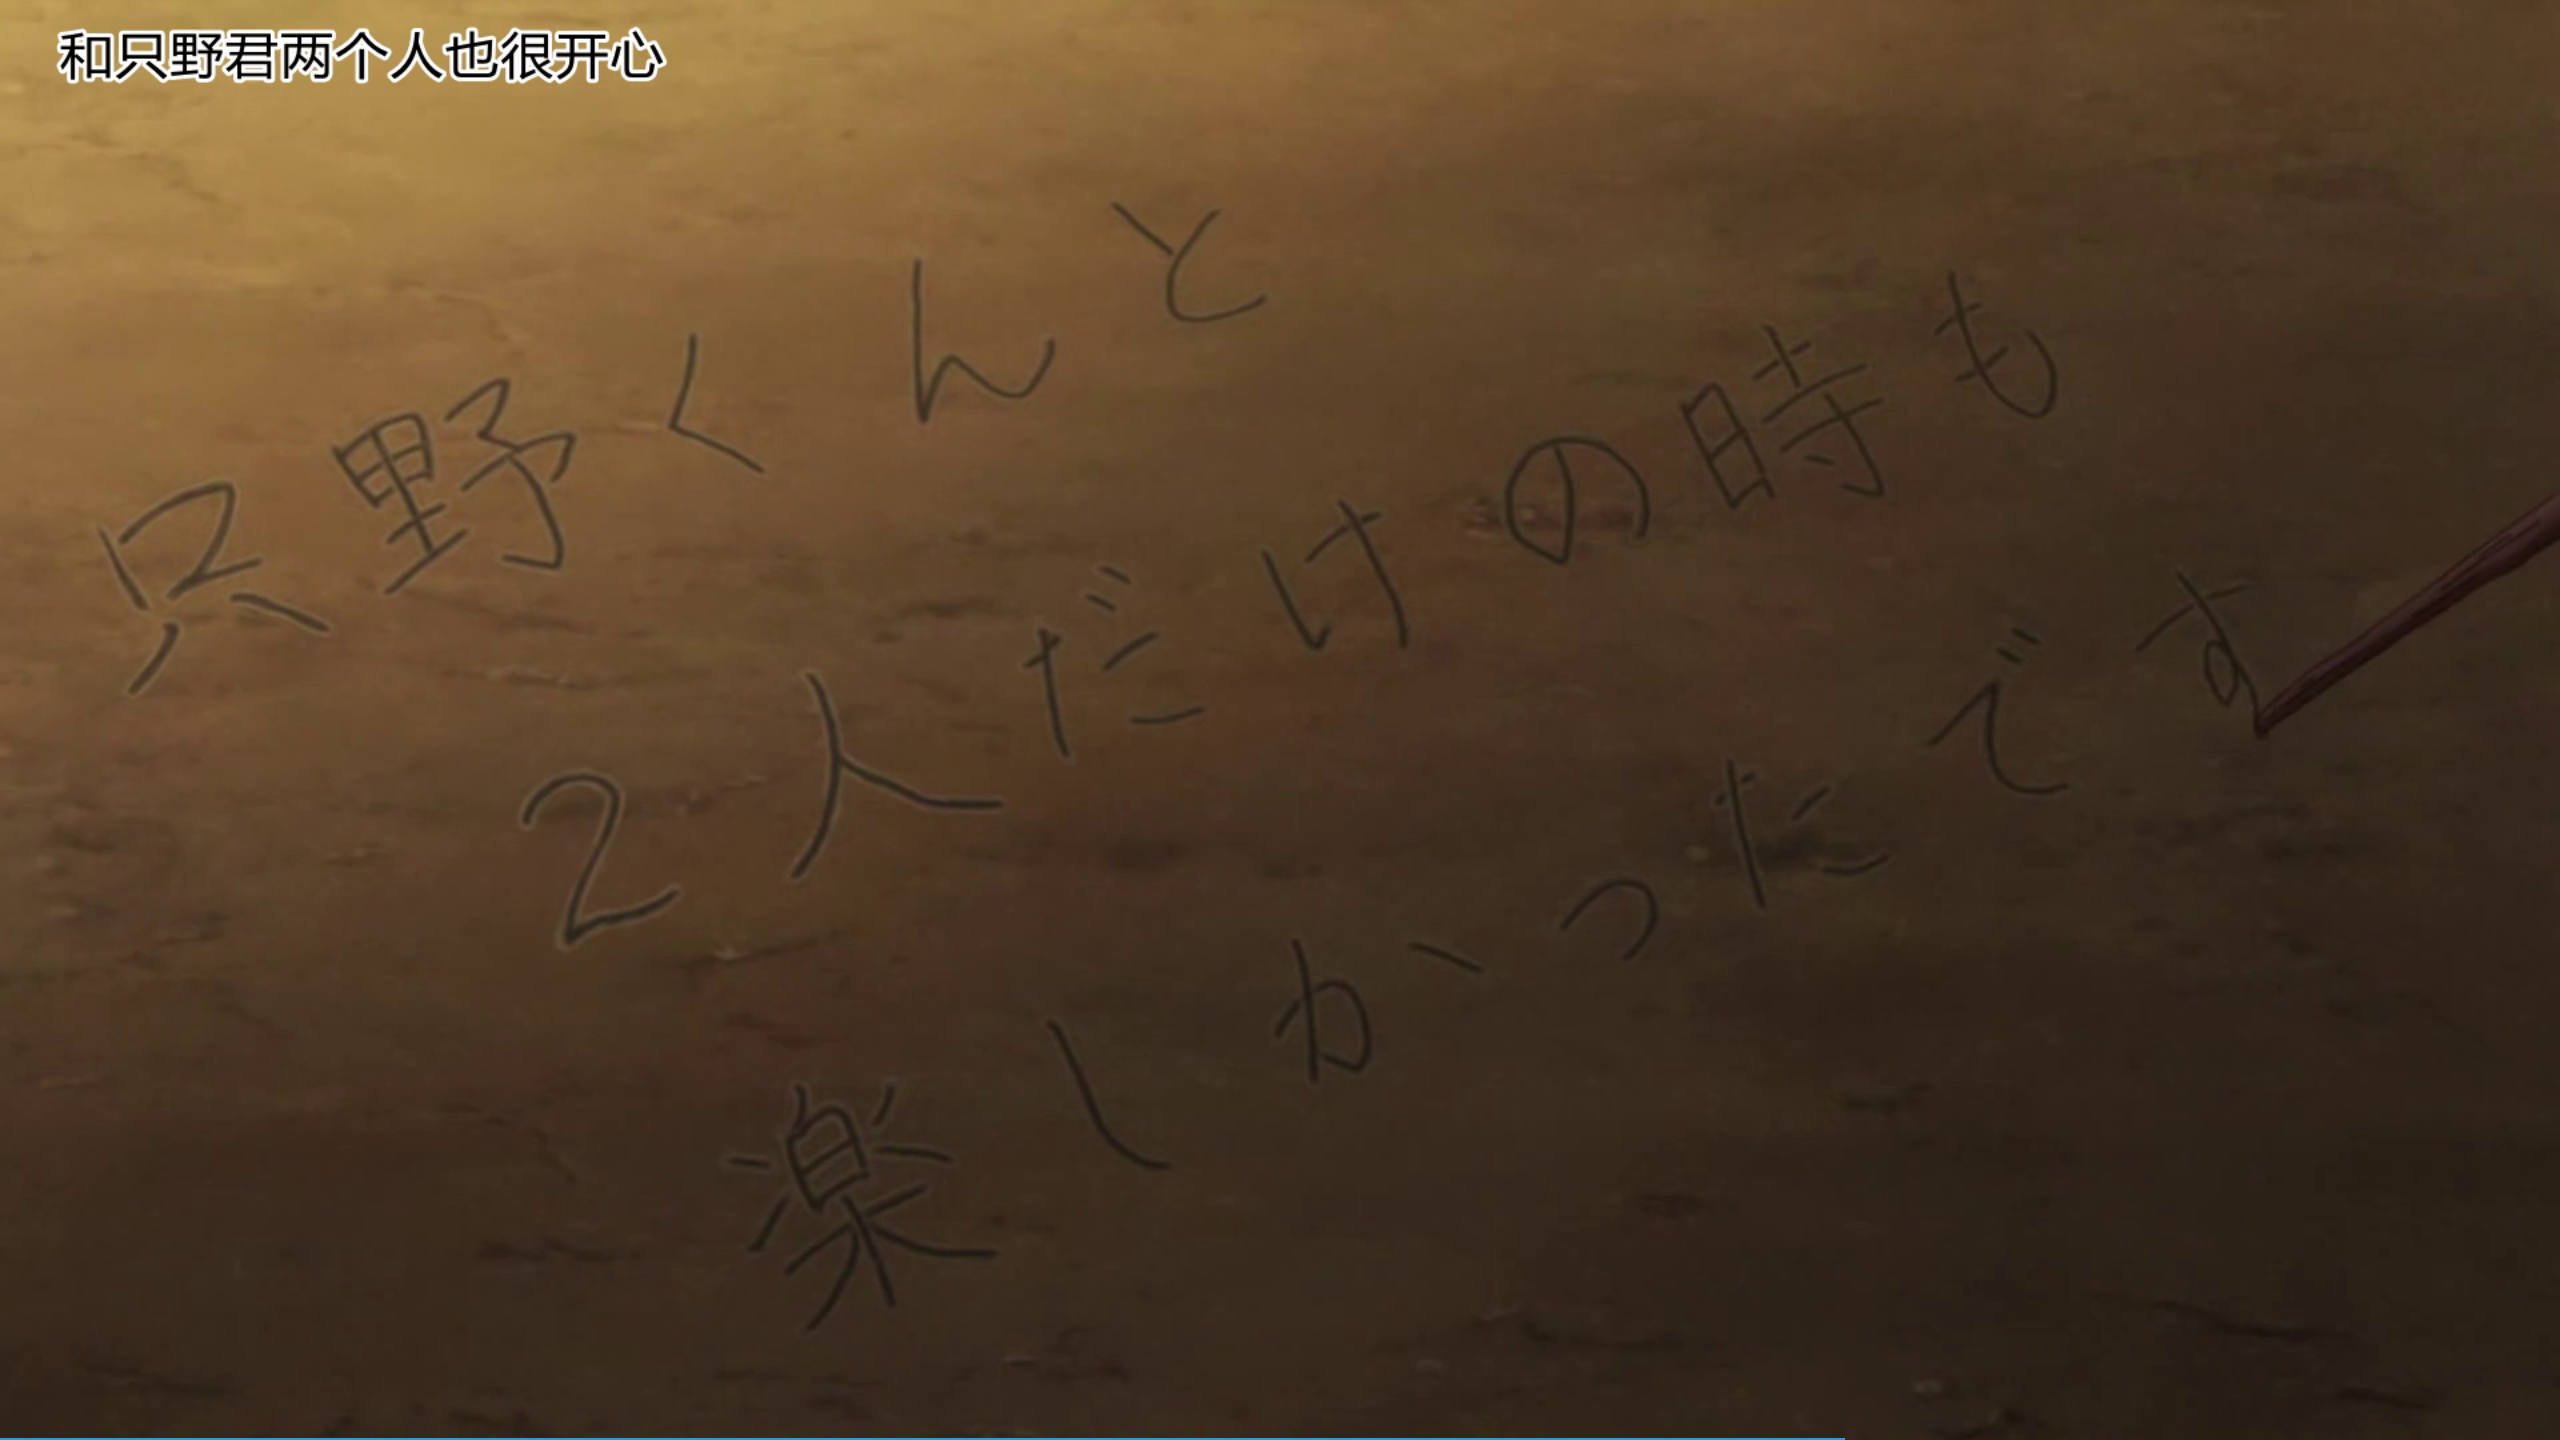 和只野君两个人也很开心
只野くんと
2人だけの時も
楽しかったです